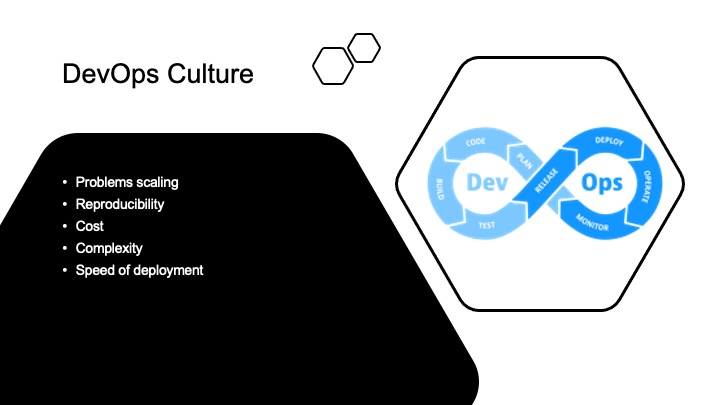 DevOps Culture
• Problems scaling
• Reproducibility
• Cost
• Complexity
• Speed of deployment
CODE
PLAN
BUILD
Dev
TEST
RELEASE
DEPLOY
Ops
OPERATE
MONITOR